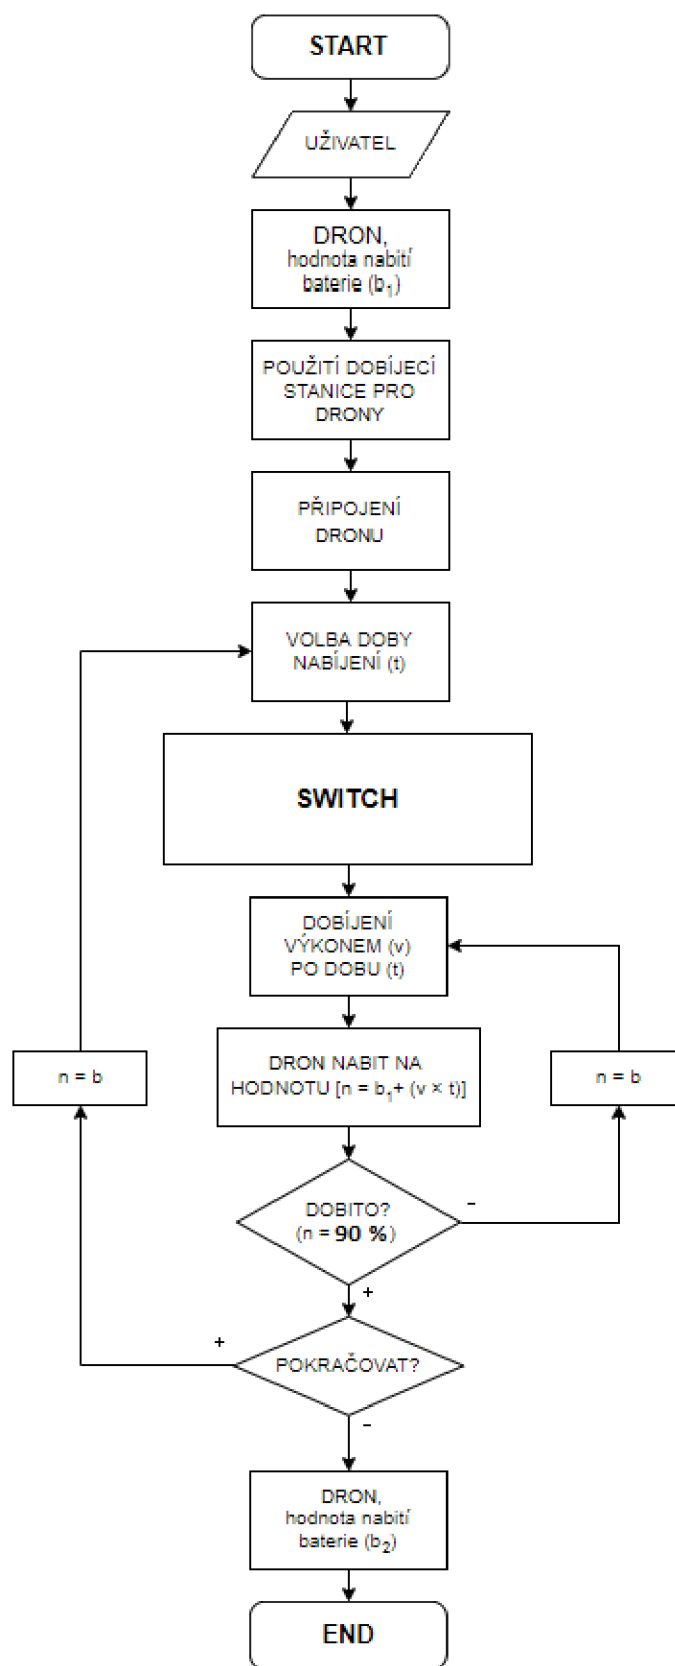 START
UŽIVATEL
DRON,
hodnota nabití
baterie (b₁)
POUŽITÍ DOBÍJECÍ
STANICE PRO
DRONY
PŘIPOJENÍ
DRONU
VOLBA DOBY
NABÍJENÍ (t)
SWITCH
DOBÍJENÍ
VÝKONEM (v)
PO DOBU (t)
n = b
DRON NABIT NA
HODNOTU [n = b₁+ (v × t)]
n = b
DOBITO?
(n = 90 %)
-
+
+
POKRAČOVAT?
-
DRON,
hodnota nabití
baterie (b₂)
END